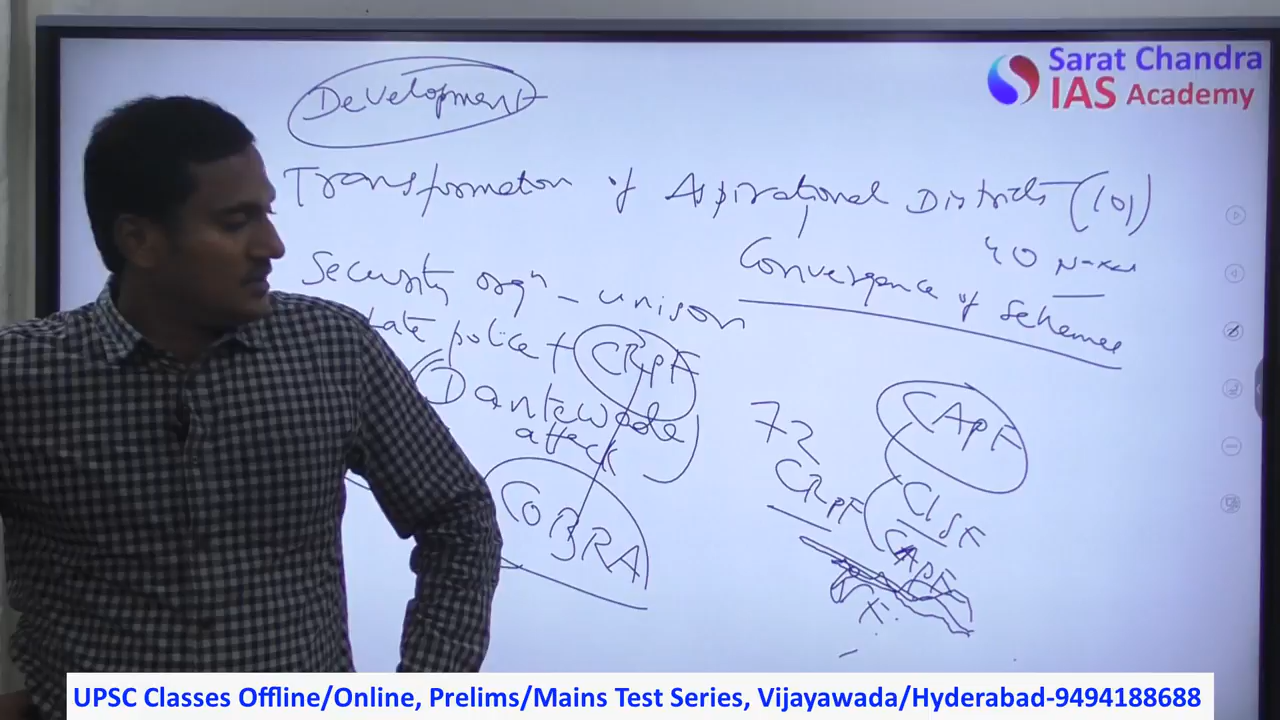 Sarat Chandra
IAS Academy
Development
Transformation of Aspirational Districts (101)
40 Naxal
Convergence of Schemes
Security orgn - unison
tate police + CRPF
Dantewada
attack
CoBRA
72
CRPF
CAPF
CISF
CAPF
UPSC Classes Offline/Online, Prelims/Mains Test Series, Vijayawada/Hyderabad-9494188688